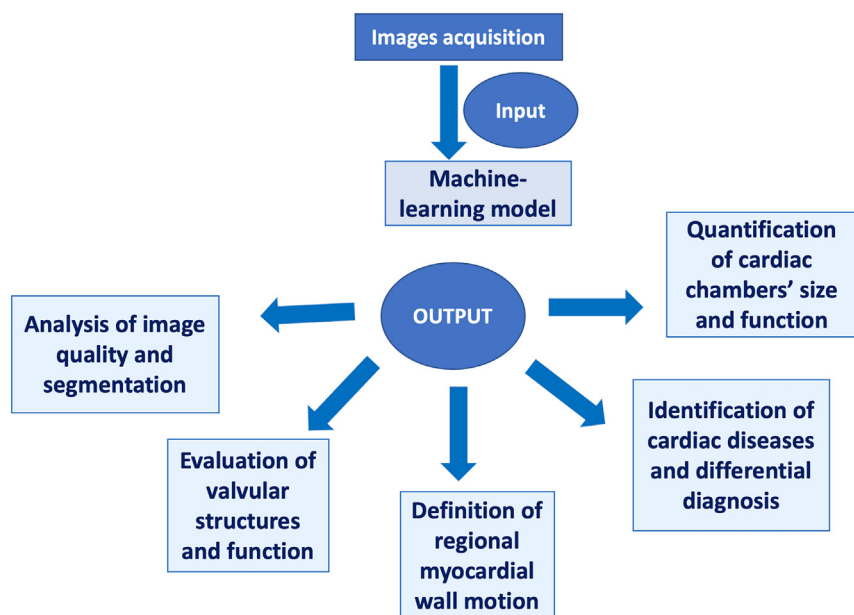 Images acquisition
Input
Machine-
learning model
OUTPUT
Quantification
of cardiac
chambers’ size
and function
Analysis of image
quality and
segmentation
Identification of
cardiac diseases
and differential
diagnosis
Evaluation of
valvular
structures
and function
Definition of
regional
myocardial
wall motion